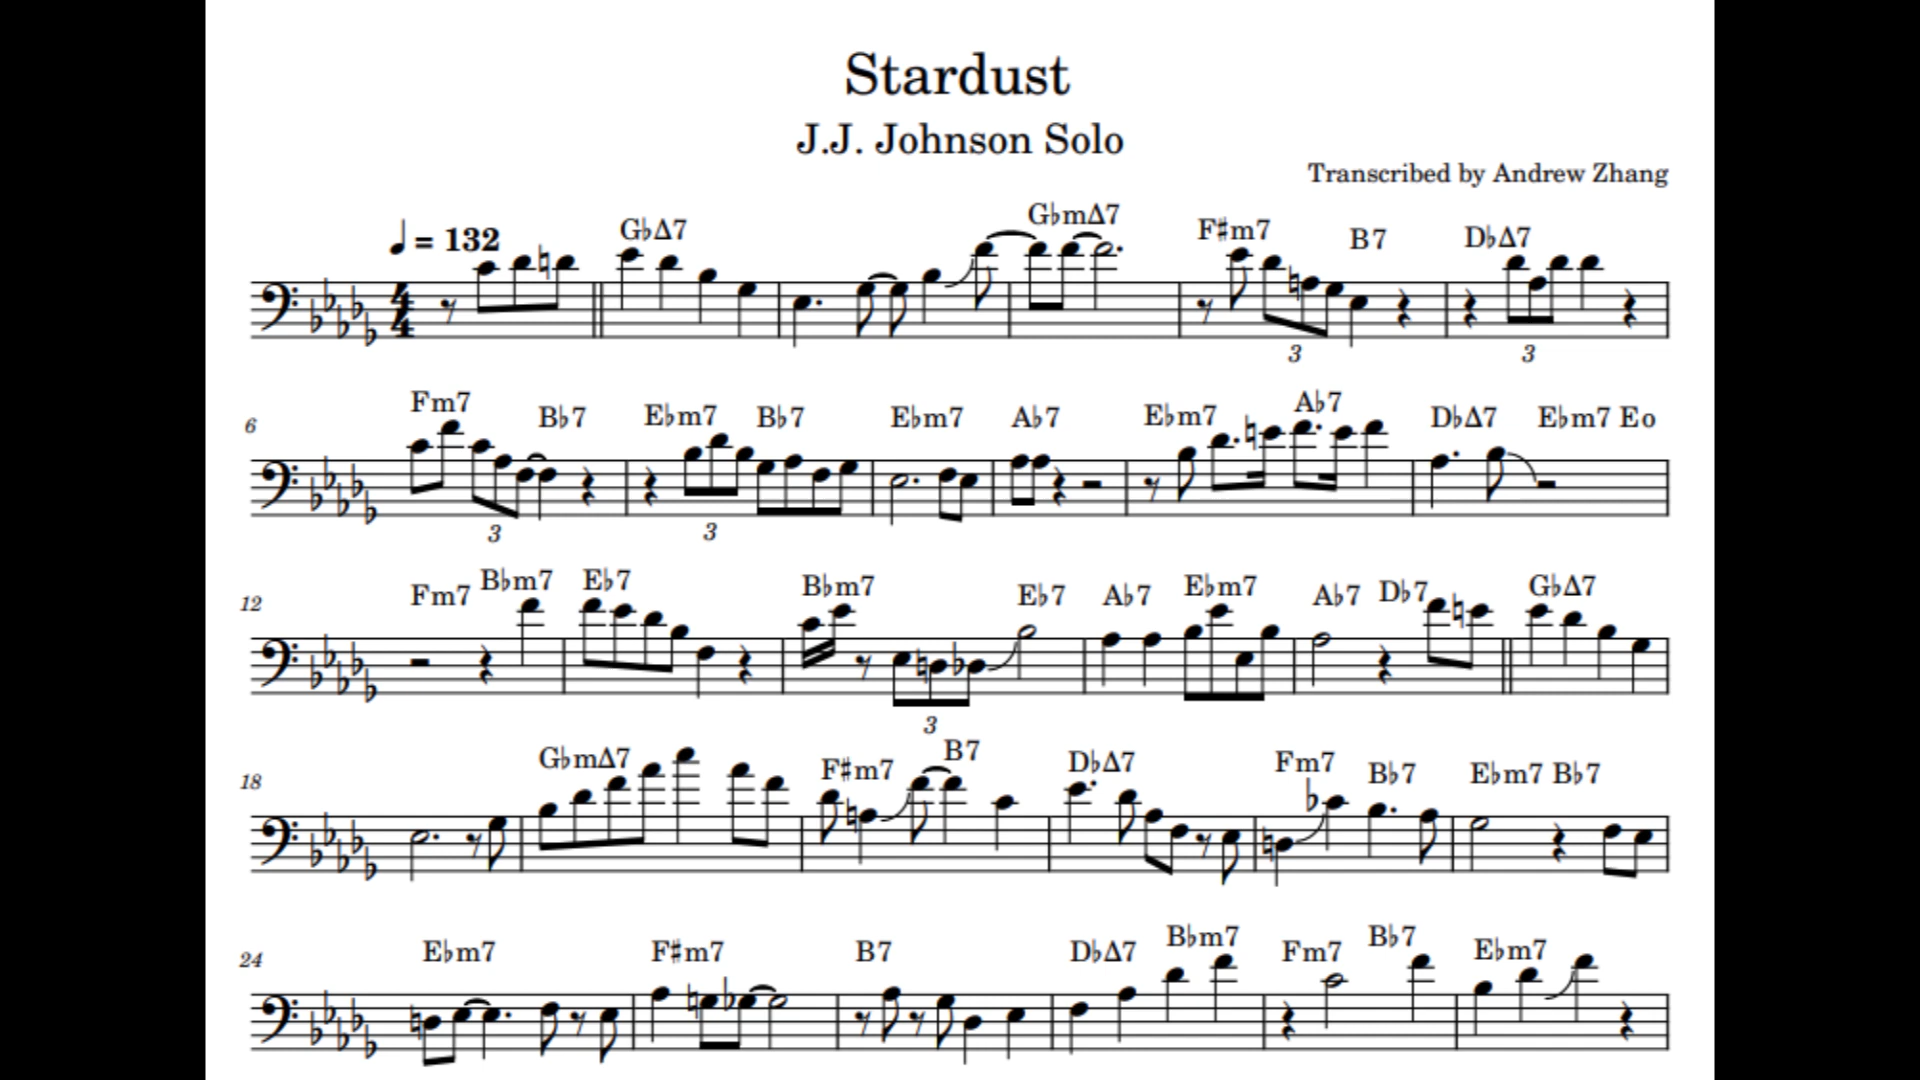 Stardust
J.J. Johnson Solo
Transcribed by Andrew Zhang
♩ = 132
G♭Δ7 G♭mΔ7 F♯m7 B7 D♭Δ7
4
4
3 3
6 Fm7 B♭7 E♭m7 B♭7 E♭m7 A♭7 E♭m7 A♭7 D♭Δ7 E♭m7 Eo
3 3
12 Fm7 B♭m7 E♭7 B♭m7 E♭7 A♭7 E♭m7 A♭7 D♭7 G♭Δ7
3
18 G♭mΔ7 F♯m7 B7 D♭Δ7 Fm7 B♭7 E♭m7 B♭7
24 E♭m7 F♯m7 B7 D♭Δ7 B♭m7 Fm7 B♭7 E♭m7